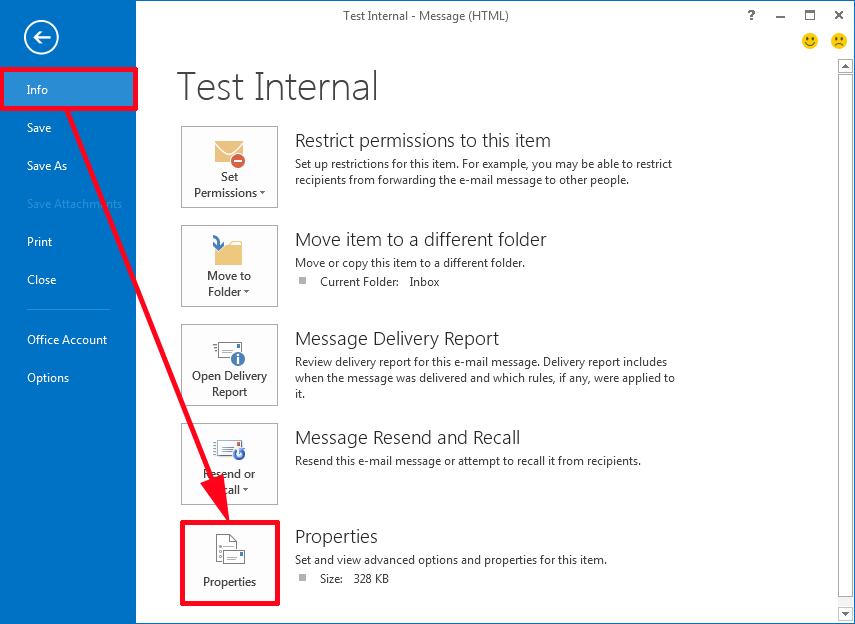 Test Internal - Message (HTML)
?
Info
Save
Save As
Save Attachments
Print
Close
Office Account
Options
Test Internal
Set
Permissions
Restrict permissions to this item
Set up restrictions for this item. For example, you may be able to restrict
recipients from forwarding the e-mail message to other people.
Move to
Folder
Move item to a different folder
Move or copy this item to a different folder.
Current Folder: Inbox
Open Delivery
Report
Message Delivery Report
Review delivery report for this e-mail message. Delivery report includes
when the message was delivered and which rules, if any, were applied to
it.
Resend or
call
Message Resend and Recall
Resend this e-mail message or attempt to recall it from recipients.
Properties
Properties
Set and view advanced options and properties for this item.
Size: 328 KB